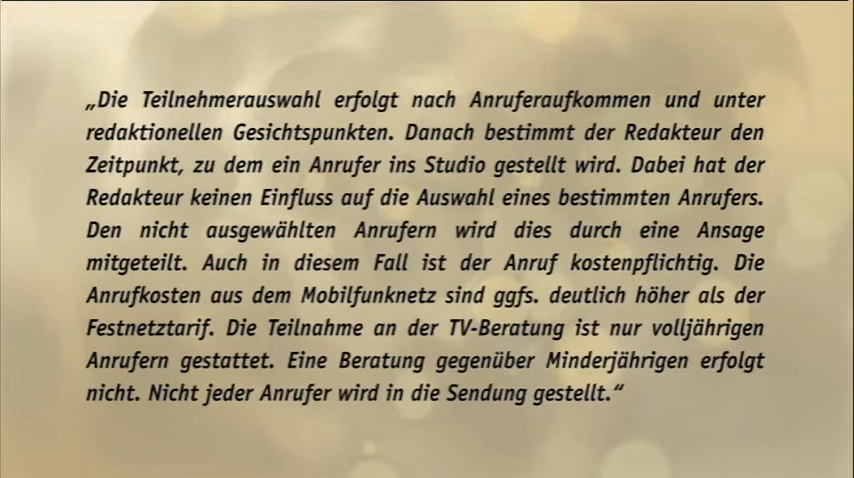 „Die Teilnehmerauswahl erfolgt nach Anruferaufkommen und unter
redaktionellen Gesichtspunkten. Danach bestimmt der Redakteur den
Zeitpunkt, zu dem ein Anrufer ins Studio gestellt wird. Dabei hat der
Redakteur keinen Einfluss auf die Auswahl eines bestimmten Anrufers.
Den nicht ausgewählten Anrufern wird dies durch eine Ansage
mitgeteilt. Auch in diesem Fall ist der Anruf kostenpflichtig. Die
Anrufkosten aus dem Mobilfunknetz sind ggfs. deutlich höher als der
Festnetztarif. Die Teilnahme an der TV-Beratung ist nur volljährigen
Anrufern gestattet. Eine Beratung gegenüber Minderjährigen erfolgt
nicht. Nicht jeder Anrufer wird in die Sendung gestellt.“